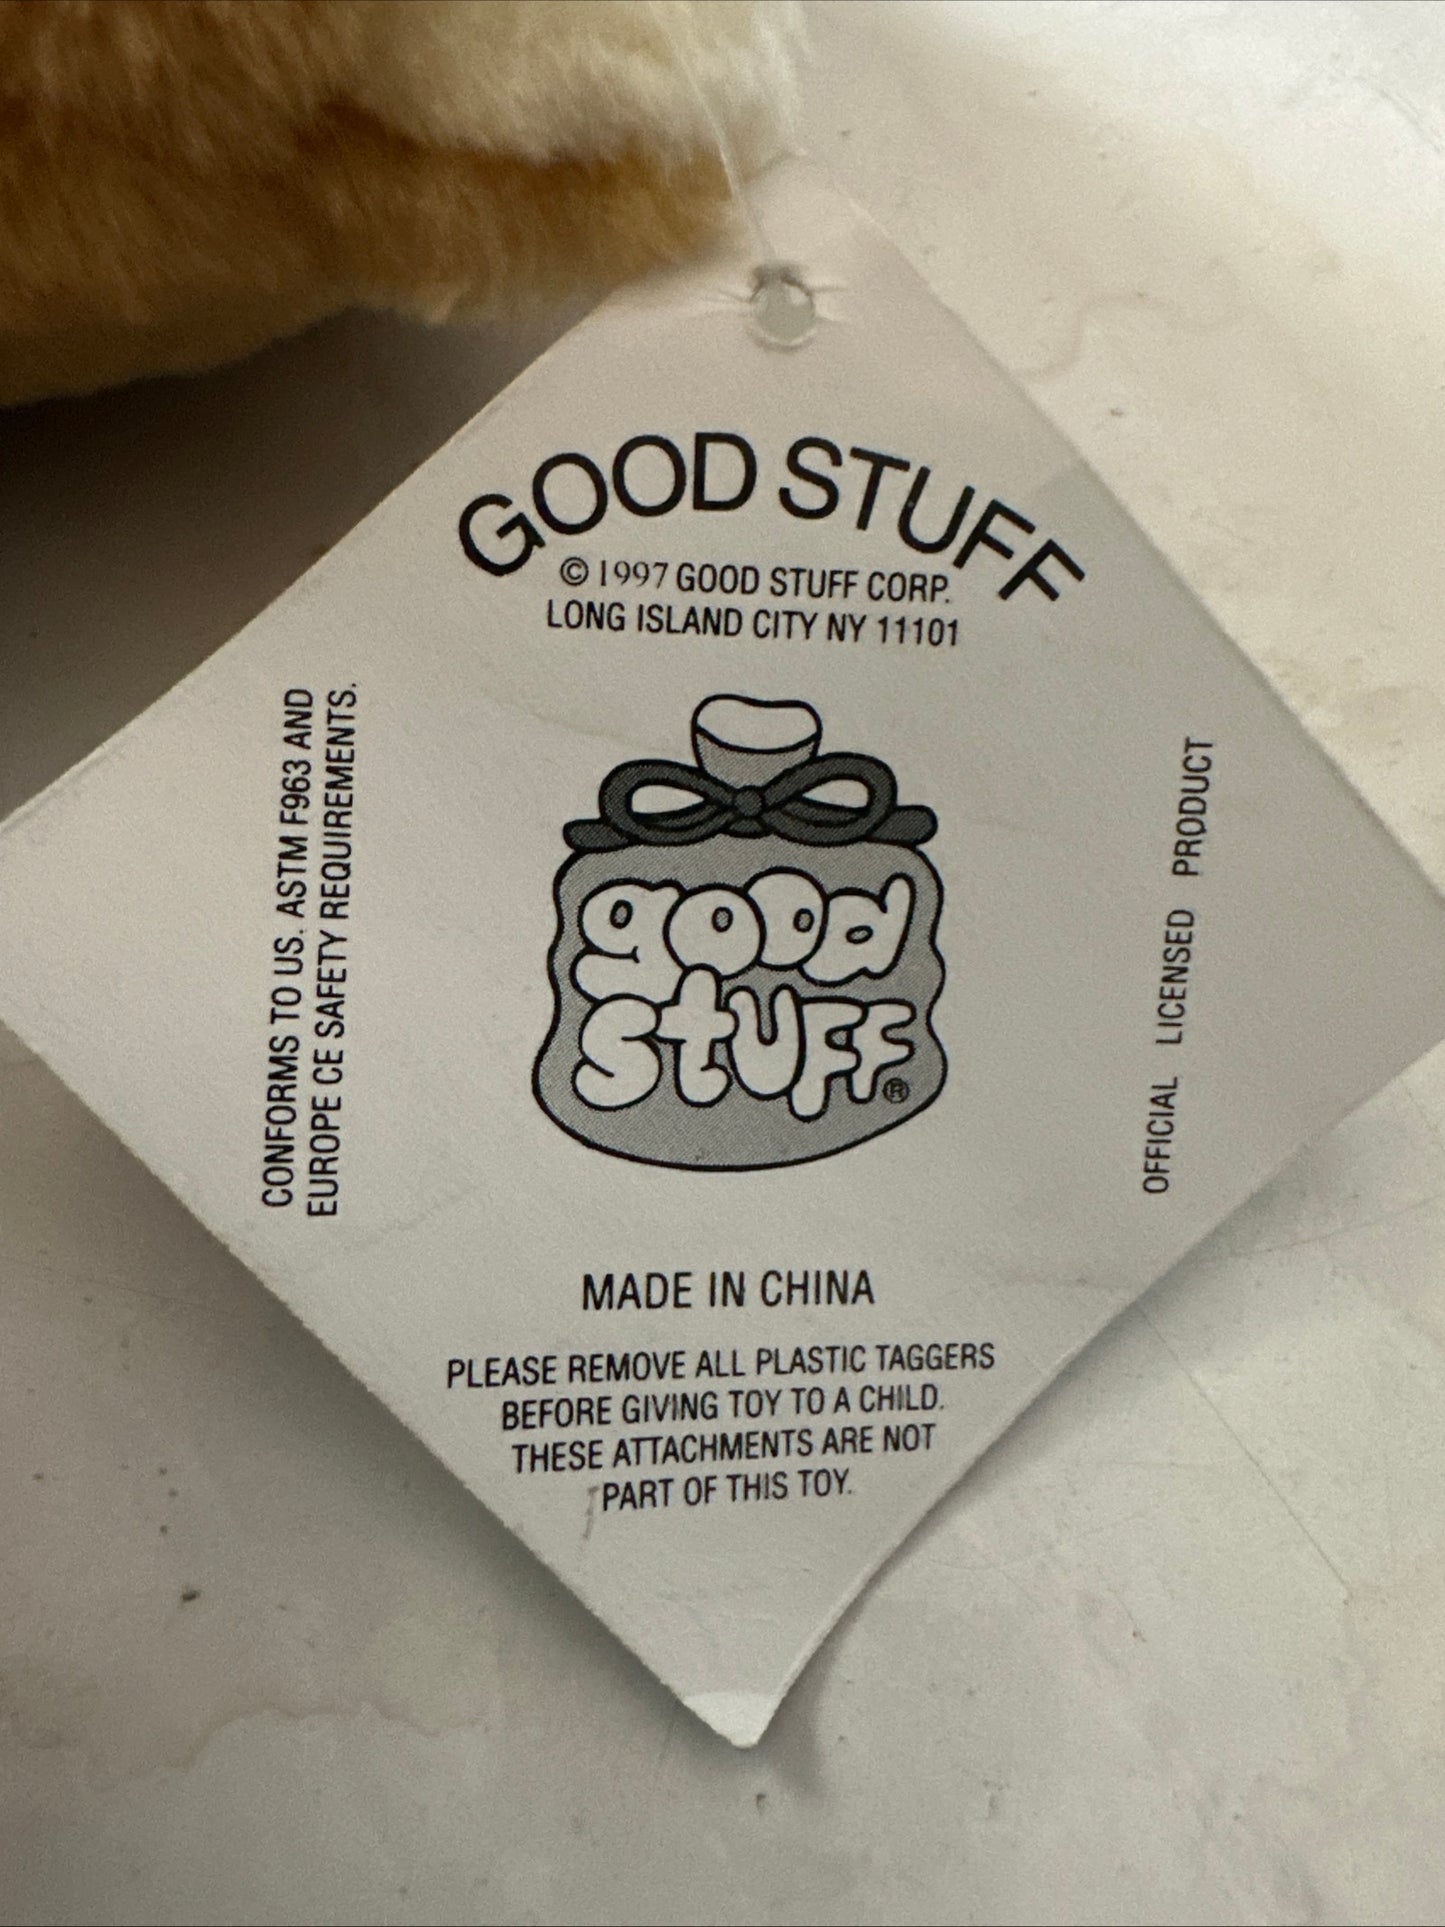 GOOD STUFF
© 1997 GOOD STUFF CORP.
LONG ISLAND CITY NY 11101
CONFORMS TO US. ASTM F963 AND
EUROPE CE SAFETY REQUIREMENTS.
good
STUFF®
OFFICIAL LICENSED PRODUCT
MADE IN CHINA
PLEASE REMOVE ALL PLASTIC TAGGERS
BEFORE GIVING TOY TO A CHILD.
THESE ATTACHMENTS ARE NOT
PART OF THIS TOY.